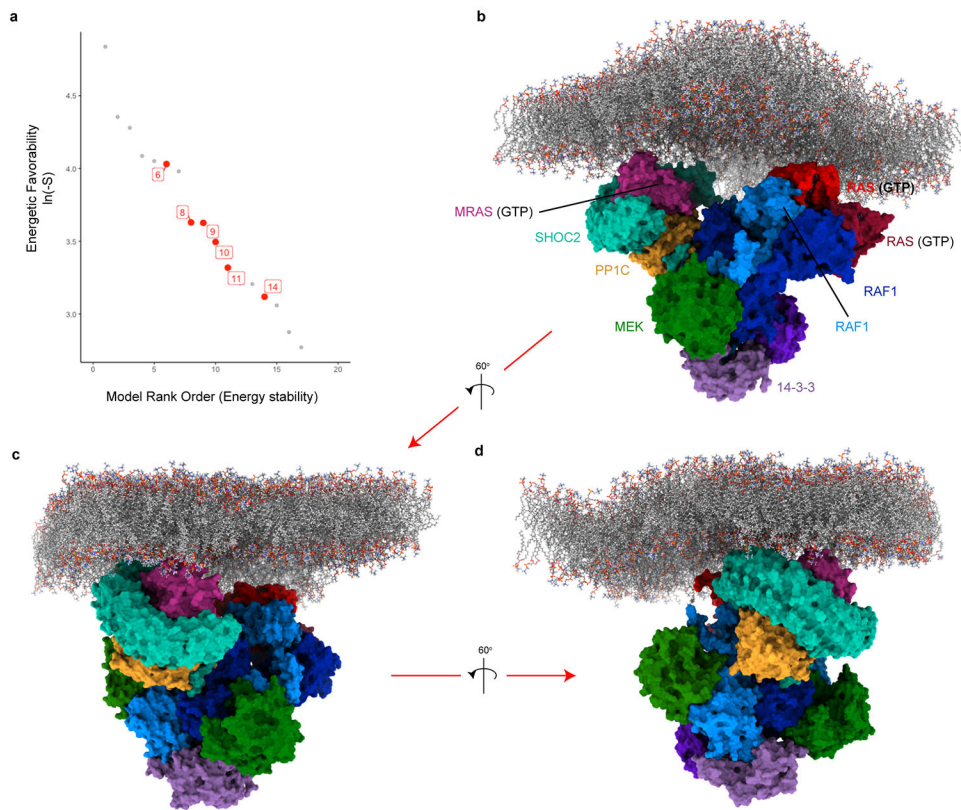 a
Energetic Favorability
ln(-S)
4.5
4.0
3.5
3.0
6
8
9
10
11
14
0
5
10
15
20
Model Rank Order (Energy stability)
b
MRAS (GTP)
SHOC2
PP1C
MEK
RAS (GTP)
RAS (GTP)
RAF1
RAF1
14-3-3
60°
c
d
60°